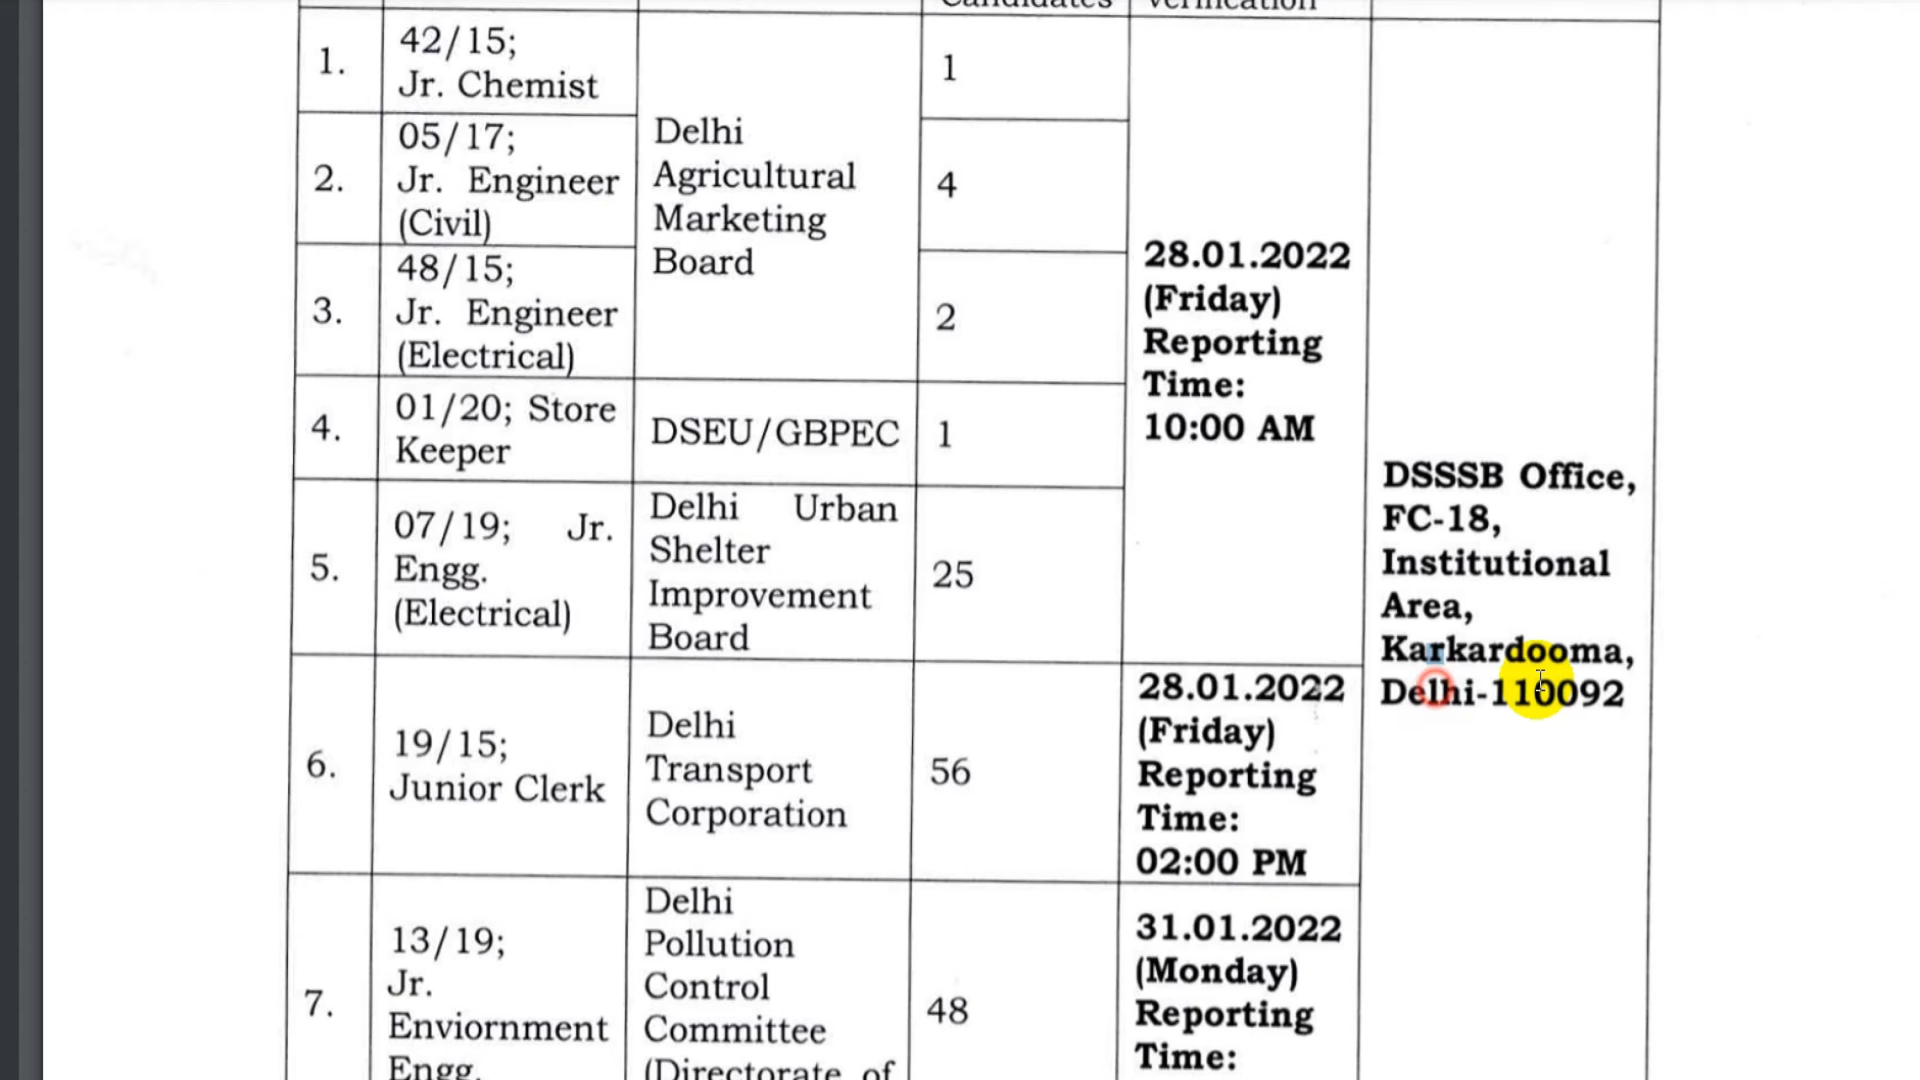 Candidates verification
1.
42/15;
Jr. Chemist
Delhi
Agricultural
Marketing
Board
1
28.01.2022
(Friday)
Reporting
Time:
10:00 AM
DSSSB Office,
FC-18,
Institutional
Area,
Karkardooma,
Delhi-110092
2.
05/17;
Jr. Engineer
(Civil)
4
3.
48/15;
Jr. Engineer
(Electrical)
2
4.
01/20; Store
Keeper
DSEU/GBPEC
1
5.
07/19; Jr.
Engg.
(Electrical)
Delhi Urban
Shelter
Improvement
Board
25
6.
19/15;
Junior Clerk
Delhi
Transport
Corporation
56
28.01.2022
(Friday)
Reporting
Time:
02:00 PM
7.
13/19;
Jr.
Enviornment
Engg.
Delhi
Pollution
Control
Committee
(Directorate of
48
31.01.2022
(Monday)
Reporting
Time: